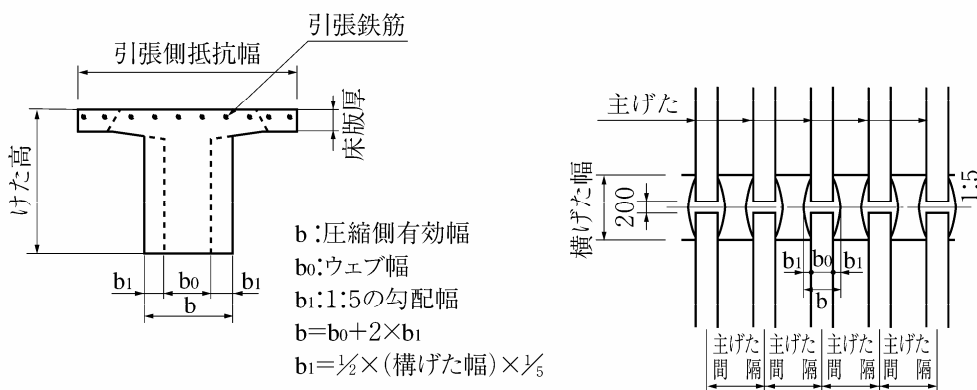 引張鉄筋
引張側抵抗幅
床版厚
けた高
b1 b0 b1
b
b:圧縮側有効幅
b0:ウェブ幅
b1:1:5の勾配幅
b=b0+2×b1
b1=½×(構げた幅)×⅕
主げた
横げた幅
200
1:5
b1 b0 b1
b
主げた間隔 主げた間隔 主げた間隔 主げた間隔